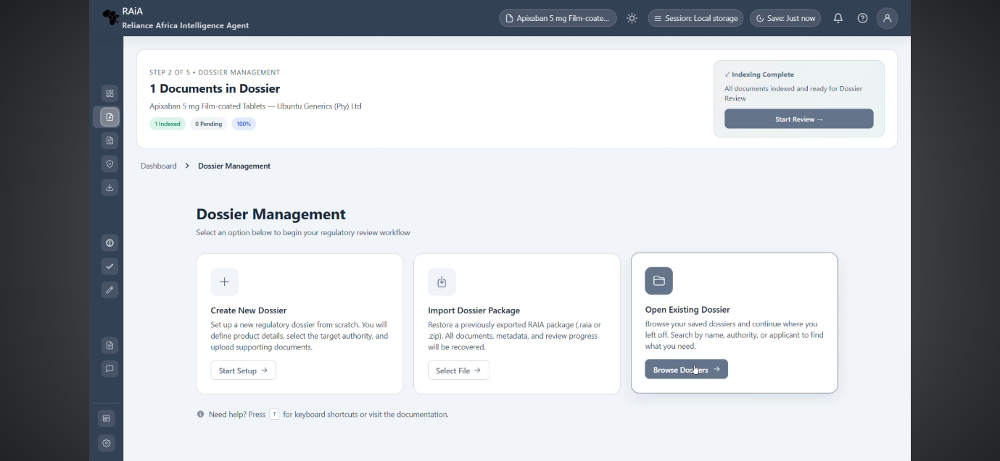 RAiA
Reliance Africa Intelligence Agent
Apixaban 5 mg Film-coate...
Session: Local storage
Save: Just now
STEP 2 OF 5 • DOSSIER MANAGEMENT
1 Documents in Dossier
Apixaban 5 mg Film-coated Tablets — Ubuntu Generics (Pty) Ltd
1 Indexed
0 Pending
100%
✓ Indexing Complete
All documents indexed and ready for Dossier
Review
Start Review →
Dashboard > Dossier Management
Dossier Management
Select an option below to begin your regulatory review workflow
Create New Dossier
Set up a new regulatory dossier from scratch. You will
define product details, select the target authority, and
upload supporting documents.
Start Setup →
Import Dossier Package
Restore a previously exported RAIA package (.raia or
.zip). All documents, metadata, and review progress
will be recovered.
Select File →
Open Existing Dossier
Browse your saved dossiers and continue where you
left off. Search by name, authority, or applicant to find
what you need.
Browse Dossiers →
Need help? Press ? for keyboard shortcuts or visit the documentation.